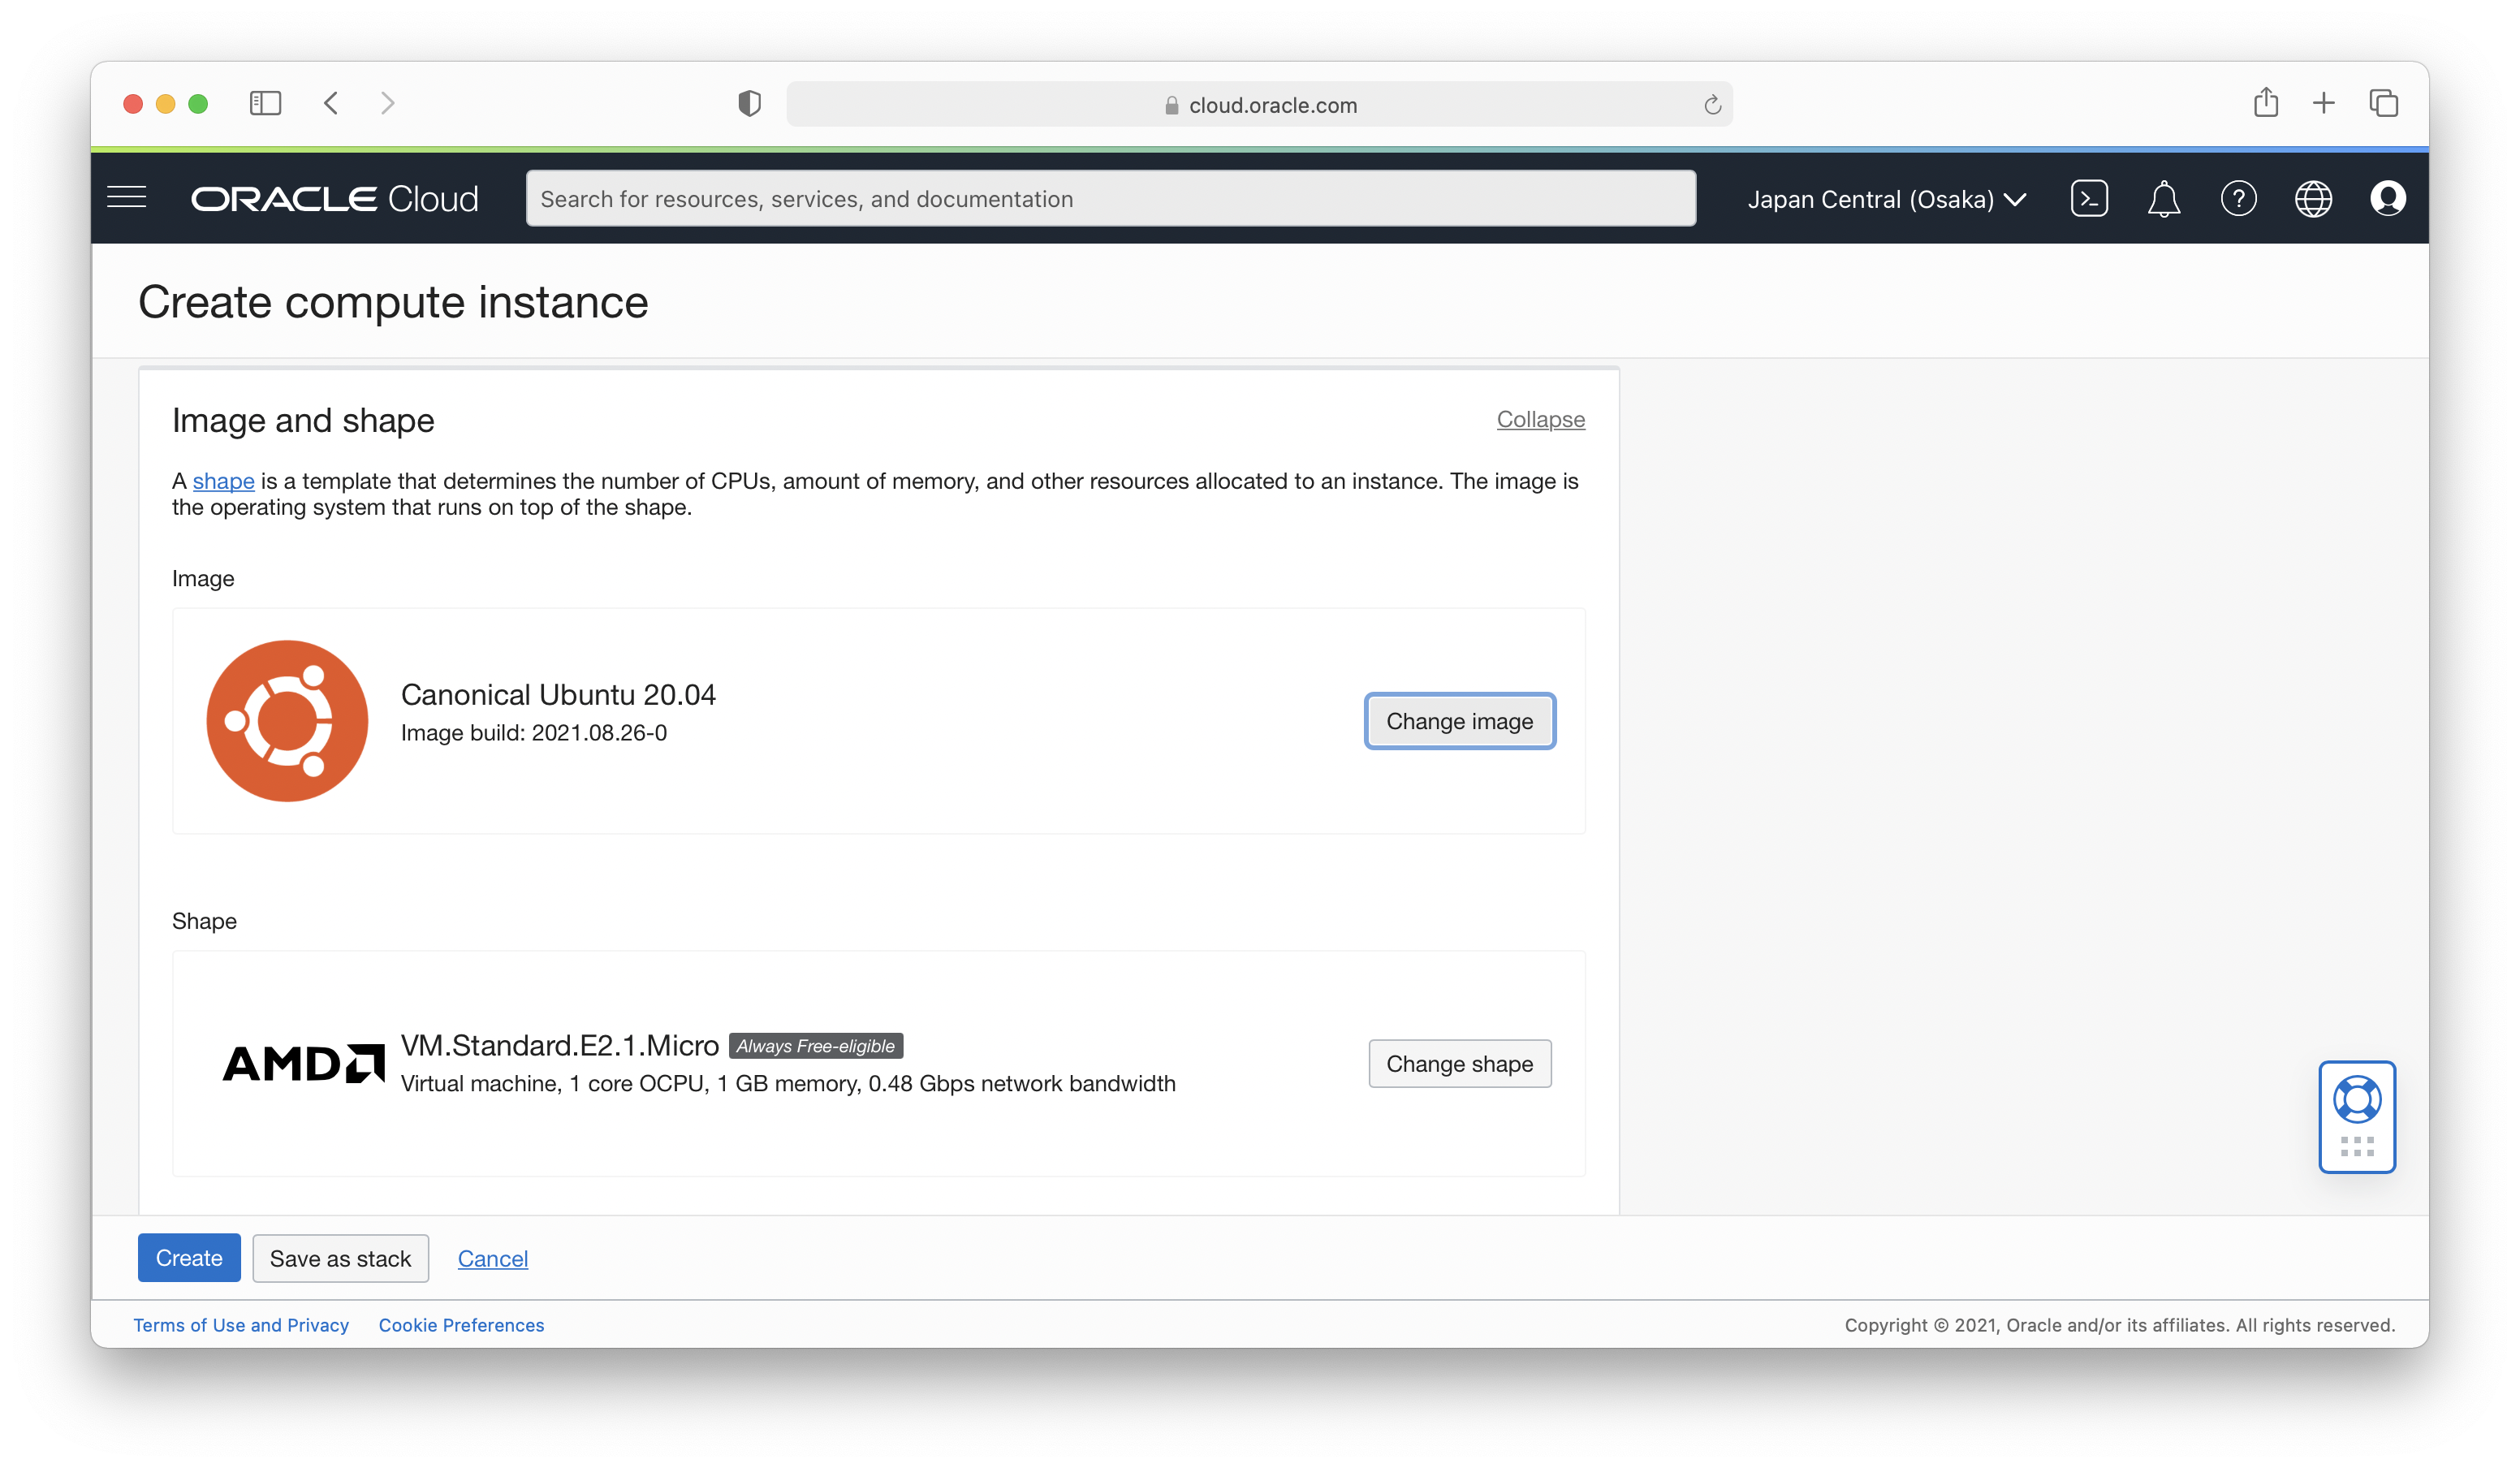 cloud.oracle.com
ORACLE Cloud
Search for resources, services, and documentation
Japan Central (Osaka)
Create compute instance
Image and shape
Collapse
A shape is a template that determines the number of CPUs, amount of memory, and other resources allocated to an instance. The image is
the operating system that runs on top of the shape.
Image
Canonical Ubuntu 20.04
Image build: 2021.08.26-0
Change image
Shape
AMD
VM.Standard.E2.1.Micro Always Free-eligible
Virtual machine, 1 core OCPU, 1 GB memory, 0.48 Gbps network bandwidth
Change shape
Create
Save as stack
Cancel
Terms of Use and Privacy
Cookie Preferences
Copyright © 2021, Oracle and/or its affiliates. All rights reserved.